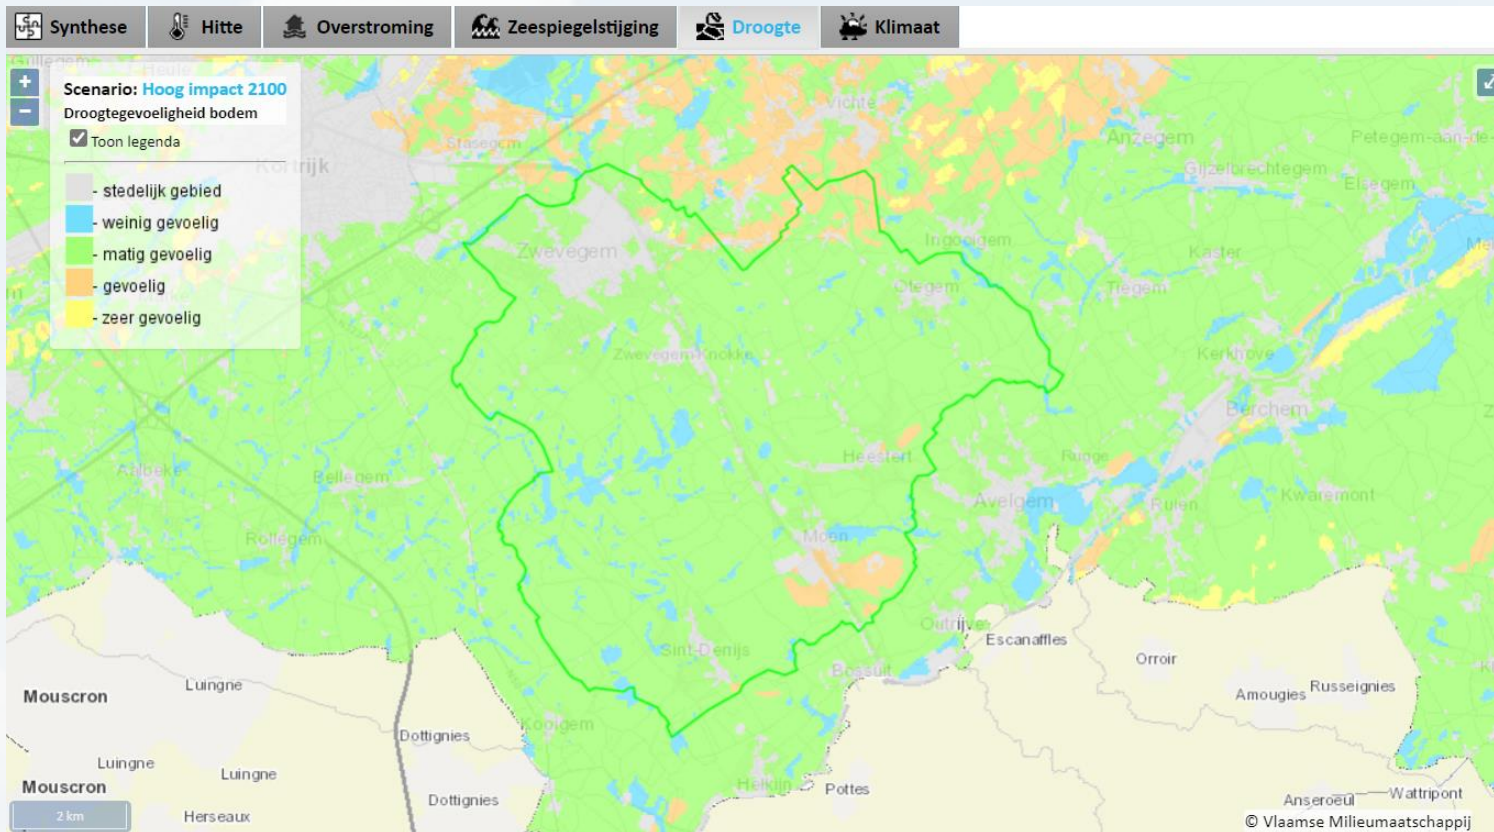 Synthese
Hitte
Overstroming
Zeespiegelstijging
Droogte
Klimaat
Scenario: Hoog impact 2100
Droogtegevoeligheid bodem
Toon legenda
- stedelijk gebied
- weinig gevoelig
- matig gevoelig
- gevoelig
- zeer gevoelig
Gullegem
Heule
Kortrijk
Stasegem
Vichte
Anzegem
Petegem-aan-de-
Gijzelbrechtegem
Elsegem
Zwevegem
Ingooigem
Kaster
Otegem
Tiegem
Zwevegem-Knokke
Kerkhove
Berchem
Aalbeke
Bellegem
Heestert
Avelgem
Ruien
Kwaremont
Rollegem
Moen
Outrijve
Escanaffles
Sint-Denijs
Bossuit
Orroir
Mouscron
Luingne
Amougies
Russeignies
Kooigem
Dottignies
Luingne
Luingne
Mouscron
Helkijn
Pottes
Dottignies
Herseaux
Anseroeul
Wattripont
2 km
© Vlaamse Milieumaatschappij